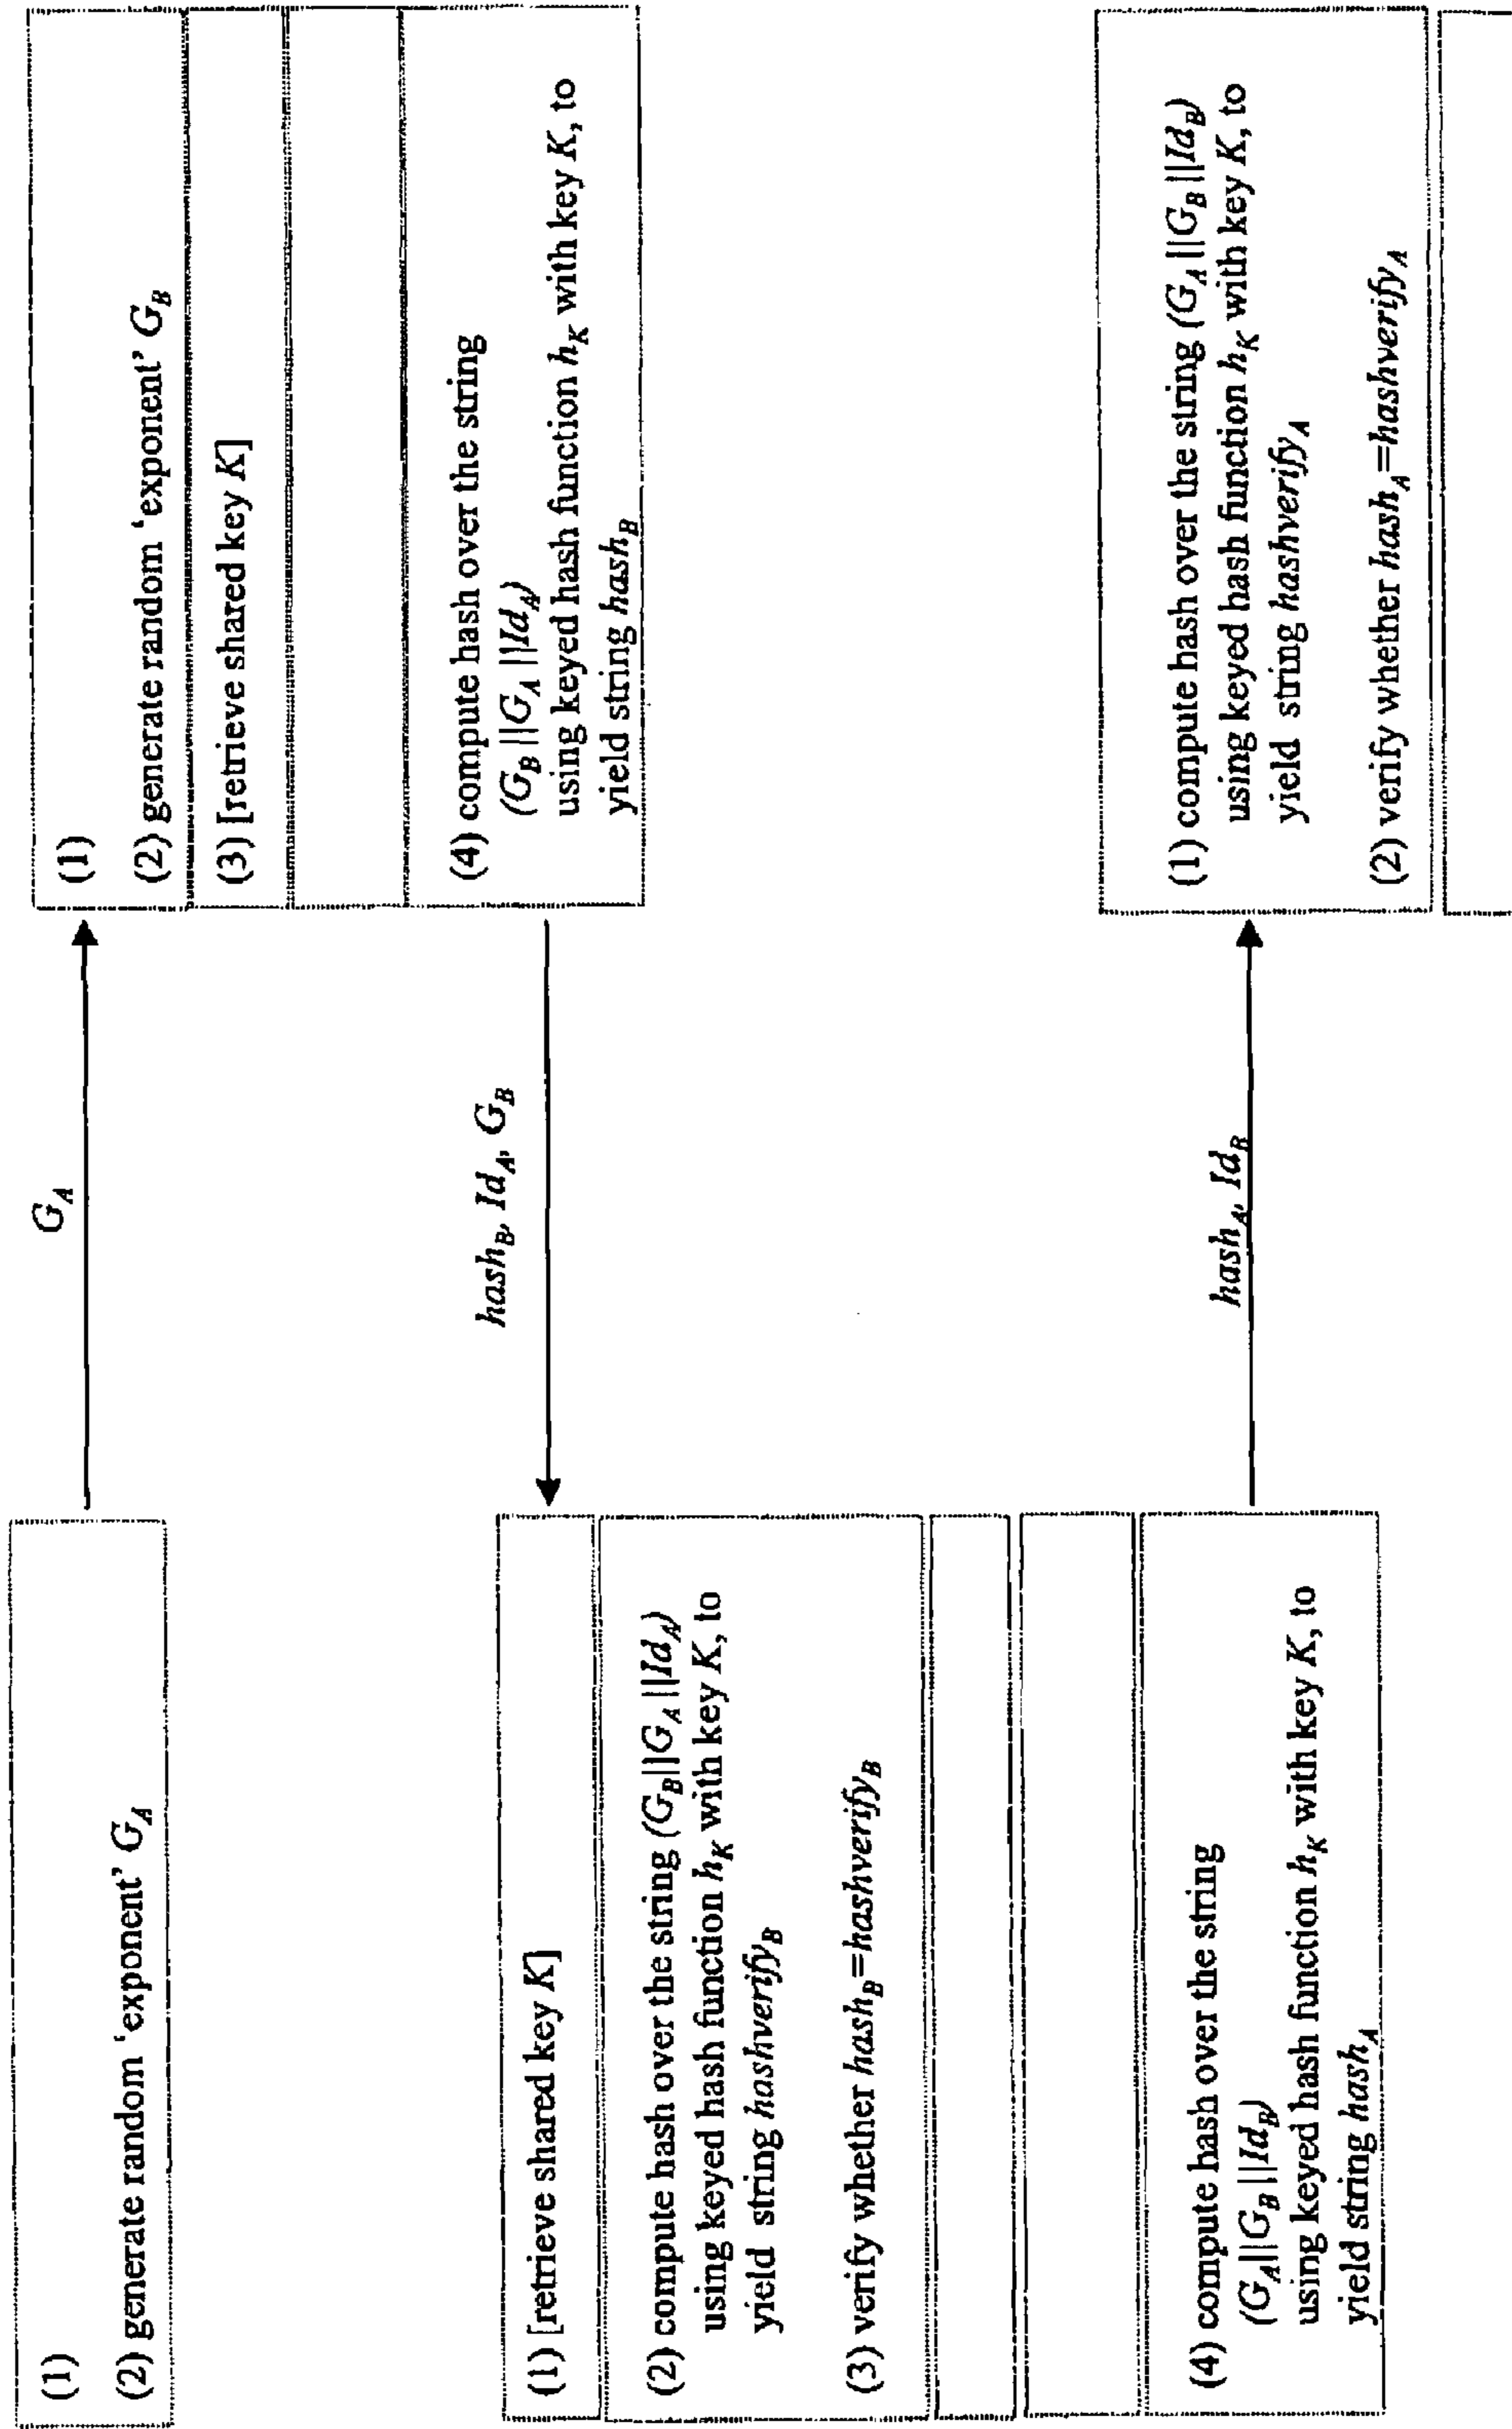 (1)
(2) generate random ‘exponent’ G_A
G_A
(1)
(2) generate random ‘exponent’ G_B
(3) [retrieve shared key K]
(4) compute hash over the string
(G_B||G_A||Id_A)
using keyed hash function h_K with key K, to
yield string hash_B
hash_B, Id_A, G_B
(1) [retrieve shared key K]
(2) compute hash over the string (G_B||G_A||Id_A)
using keyed hash function h_K with key K, to
yield string hashverify_B
(3) verify whether hash_B=hashverify_B
(4) compute hash over the string
(G_A||G_B||Id_B)
using keyed hash function h_K with key K, to
yield string hash_A
hash_A, Id_B
(1) compute hash over the string (G_A||G_B||Id_B)
using keyed hash function h_K with key K, to
yield string hashverify_A
(2) verify whether hash_A=hashverify_A